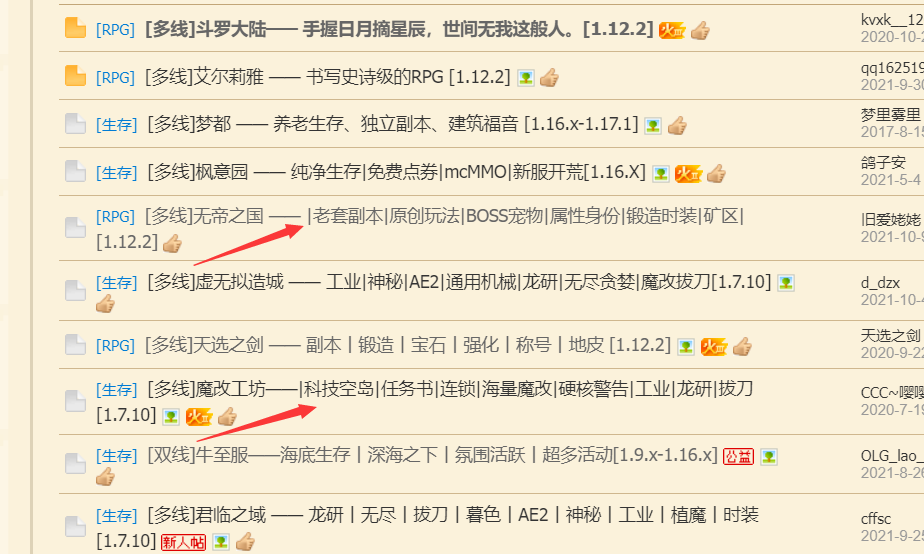 [RPG] [多线]斗罗大陆—— 手握日月摘星辰，世间无我这般人。[1.12.2] 火 kvxk__12
2020-10-2
[RPG] [多线]艾尔莉雅 —— 书写史诗级的RPG [1.12.2] qq162519
2021-9-30
[生存] [多线]梦都 —— 养老生存、独立副本、建筑福音 [1.16.x-1.17.1] 梦里雾里
2017-8-15
[生存] [多线]枫意园 —— 纯净生存|免费点券|mcMMO|新服开荒[1.16.X] 火 鸽子安
2021-5-4
[RPG] [多线]无帝之国 —— |老套副本|原创玩法|BOSS宠物|属性身份|锻造时装|矿区| 旧爱姥姥
[1.12.2] 2021-10-9
[生存] [多线]虚无拟造城 —— 工业|神秘|AE2|通用机械|龙研|无尽贪婪|魔改拔刀[1.7.10] d_dzx
2021-10-4
[RPG] [多线]天选之剑 —— 副本丨锻造丨宝石丨强化丨称号丨地皮 [1.12.2] 火 天选之剑
2020-9-22
[生存] [多线]魔改工坊——|科技空岛|任务书|连锁|海量魔改|硬核警告|工业|龙研|拔刀 CCC~嘤嘤
[1.7.10] 火 2020-7-19
[生存] [双线]牛至服——海底生存丨深海之下丨氛围活跃丨超多活动[1.9.x-1.16.x] 公益 OLG_lao_
2021-8-26
[生存] [多线]君临之域 —— 龙研丨无尽丨拔刀丨暮色丨AE2丨神秘丨工业丨植魔丨时装 cffsc
[1.7.10] 新人帖 2021-9-25